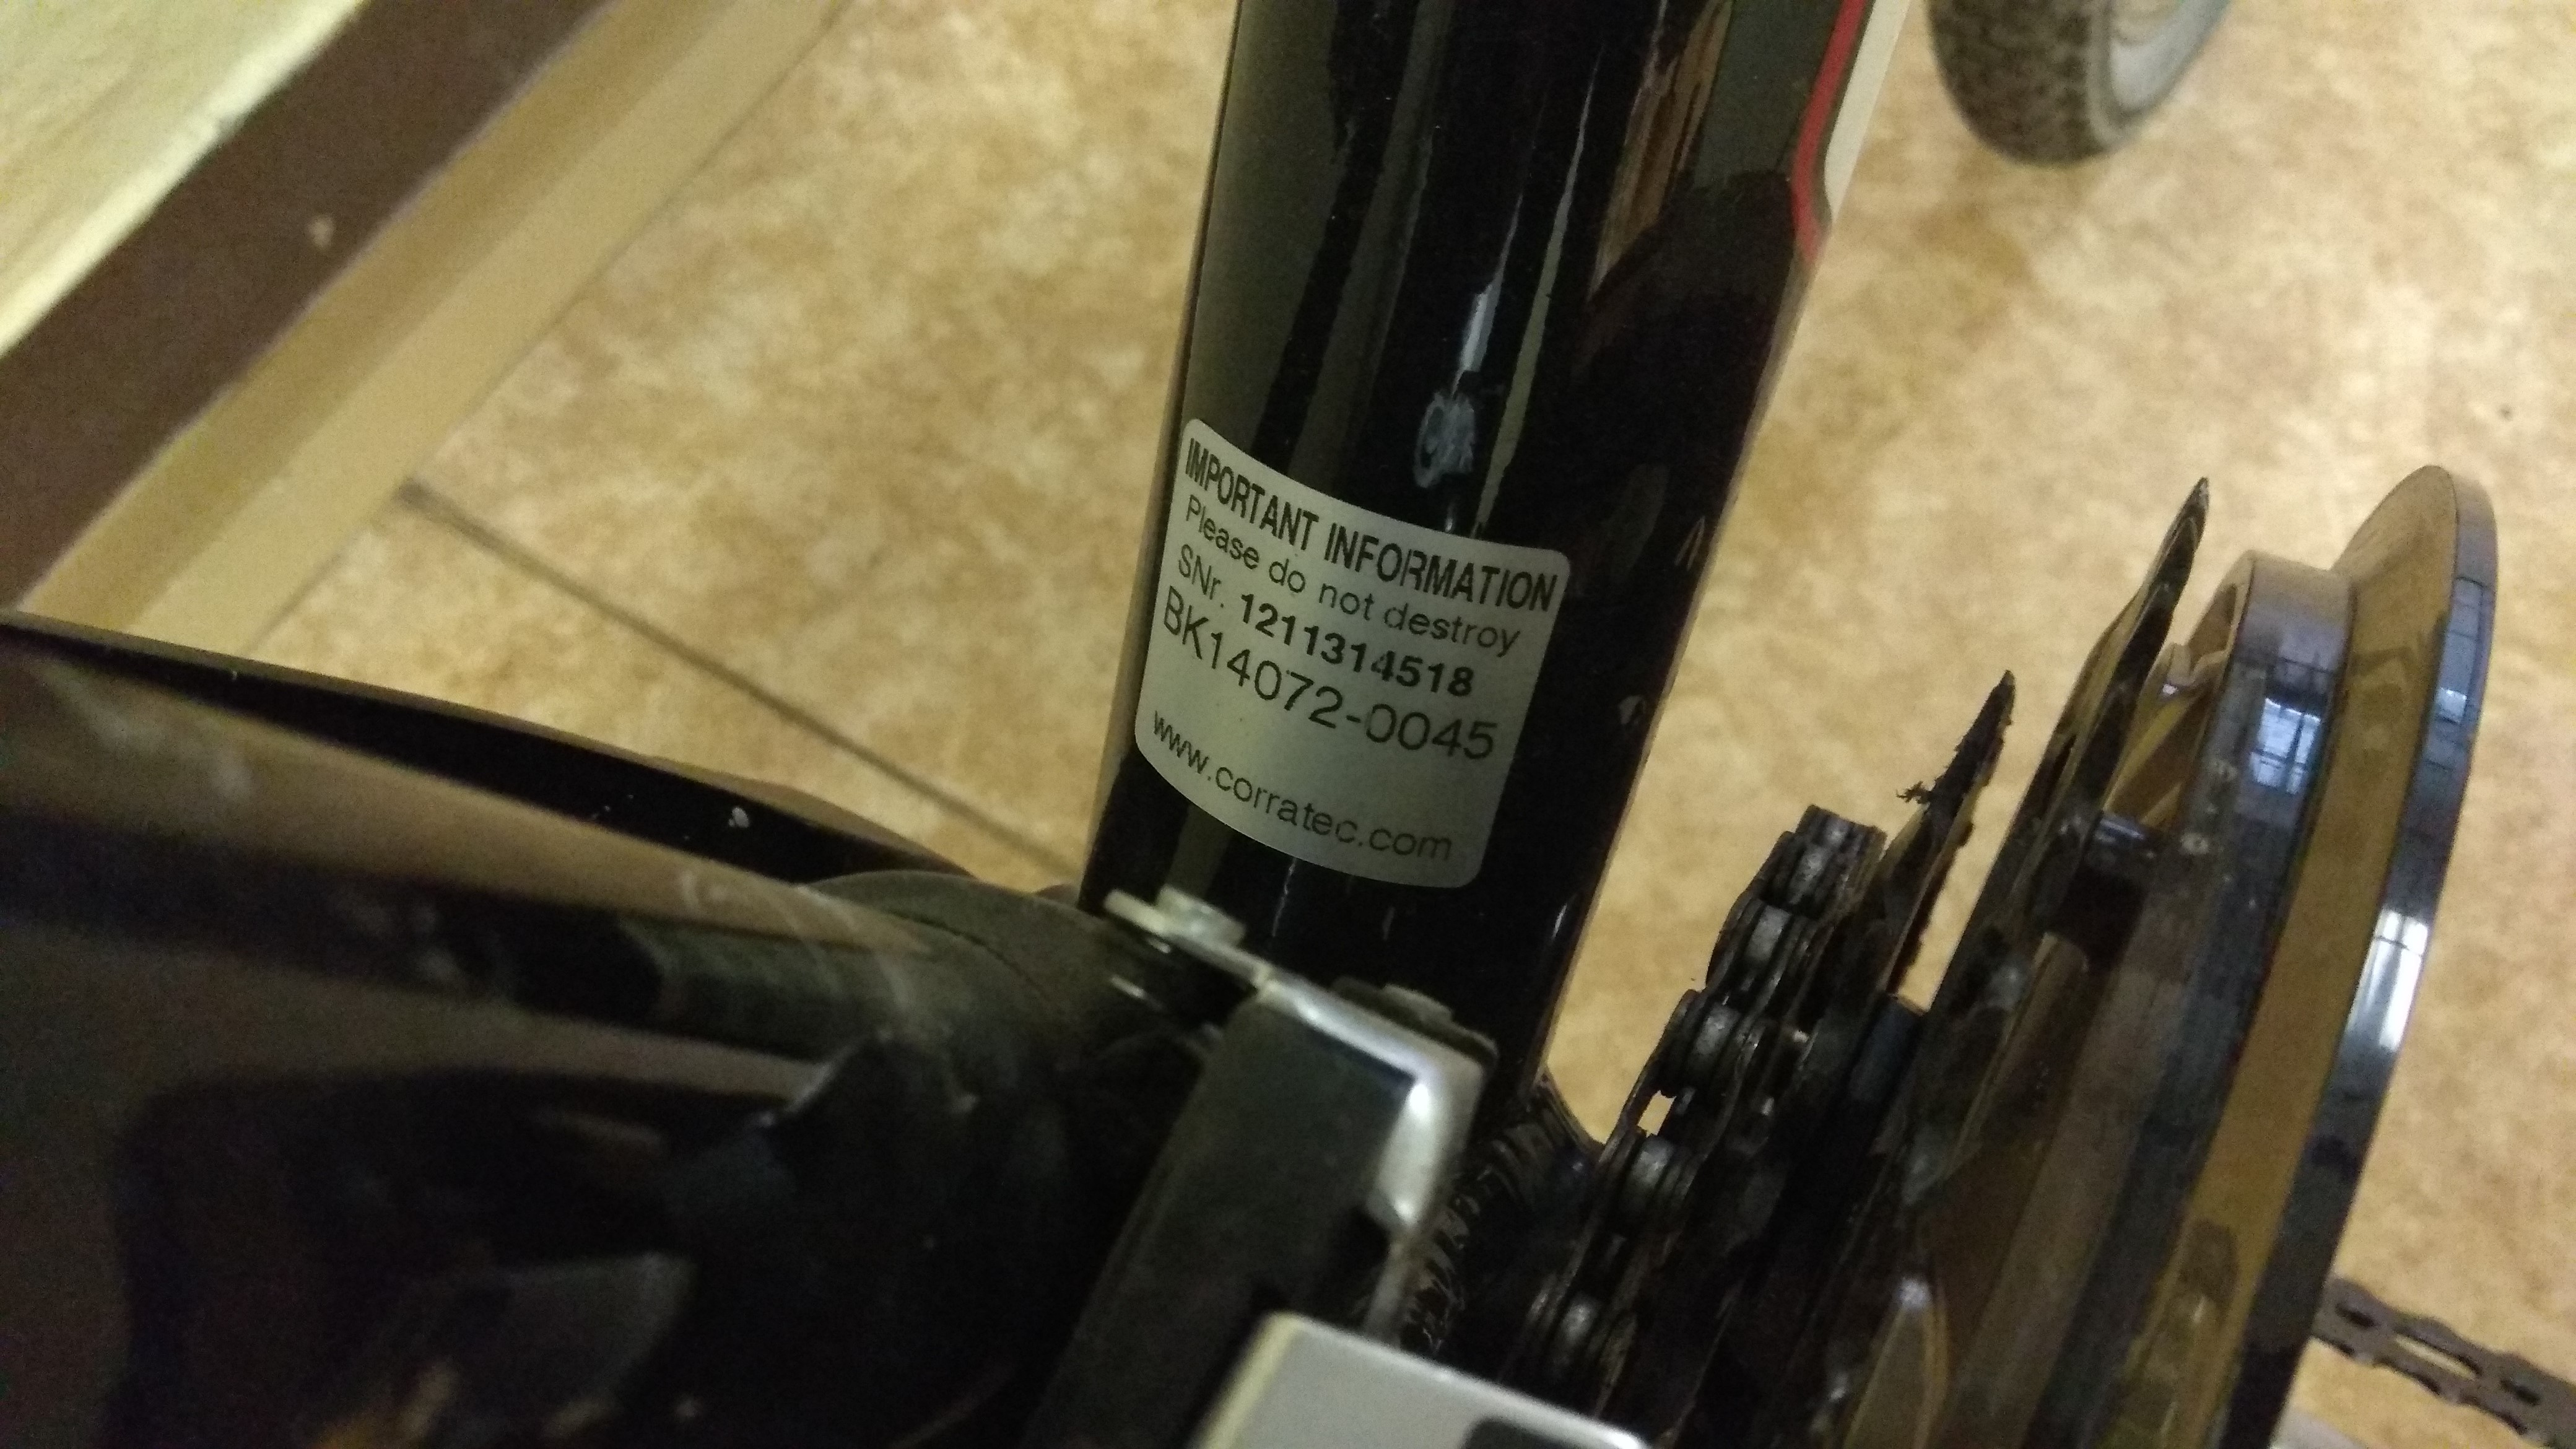 IMPORTANT INFORMATION
Please do not destroy
SNr. 1211314518
BK14072-0045
www.corratec.com